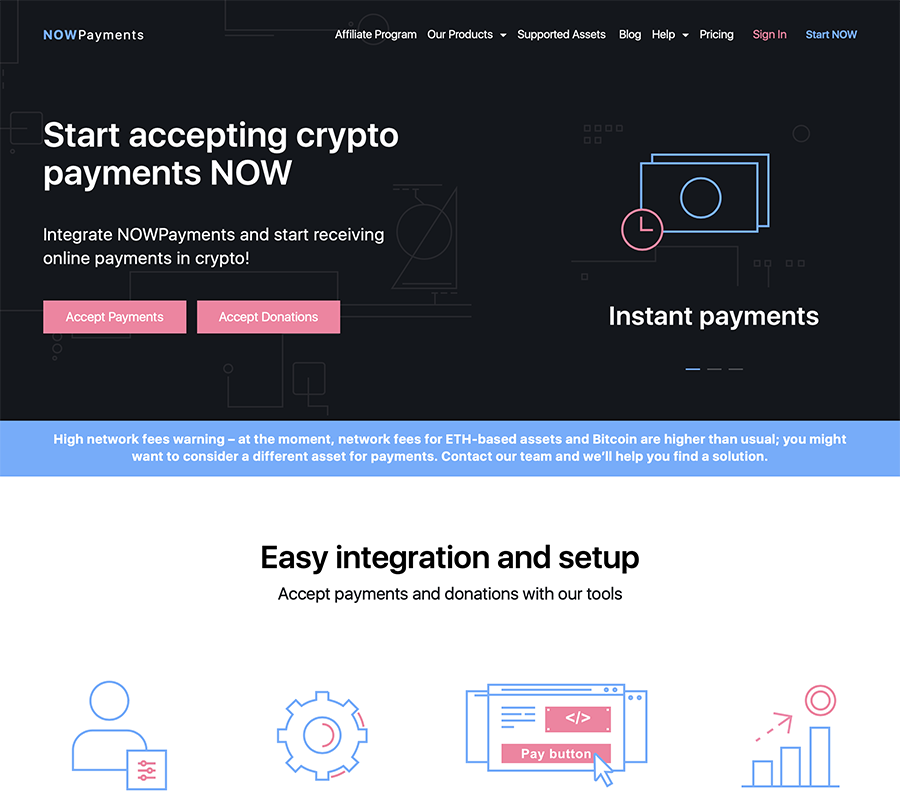 NOWPayments
Affiliate Program Our Products Supported Assets Blog Help Pricing Sign In Start NOW
Start accepting crypto
payments NOW
Integrate NOWPayments and start receiving
online payments in crypto!
Accept Payments Accept Donations
Instant payments
High network fees warning – at the moment, network fees for ETH-based assets and Bitcoin are higher than usual; you might
want to consider a different asset for payments. Contact our team and we’ll help you find a solution.
Easy integration and setup
Accept payments and donations with our tools
</>
Pay button